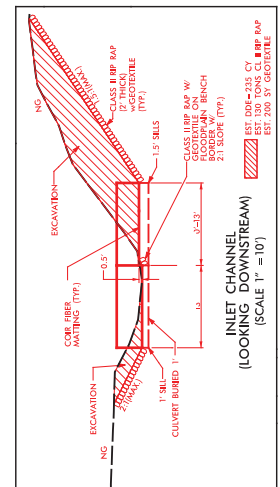 NG
EXCAVATION
CLASS II RIP RAP
(2' THICK)
w/GEOTEXTILE
(TYP.)
COIR FIBER
MATTING (TYP.)
0.5'
1.5' SILLS
CLASS II RIP RAP W/
GEOTEXTILE ON
FLOODPLAIN BENCH
BORDER W/
2:1 SLOPE (TYP.)
NG
EXCAVATION
2:1(MAX.)
1' SILL
CULVERT BURIED 1'
INLET CHANNEL
(LOOKING DOWNSTREAM)
(SCALE 1" = 10')
EST. DDE=235 CY
EST. 130 TONS CL II RIP RAP
EST. 200 SY GEOTEXTILE